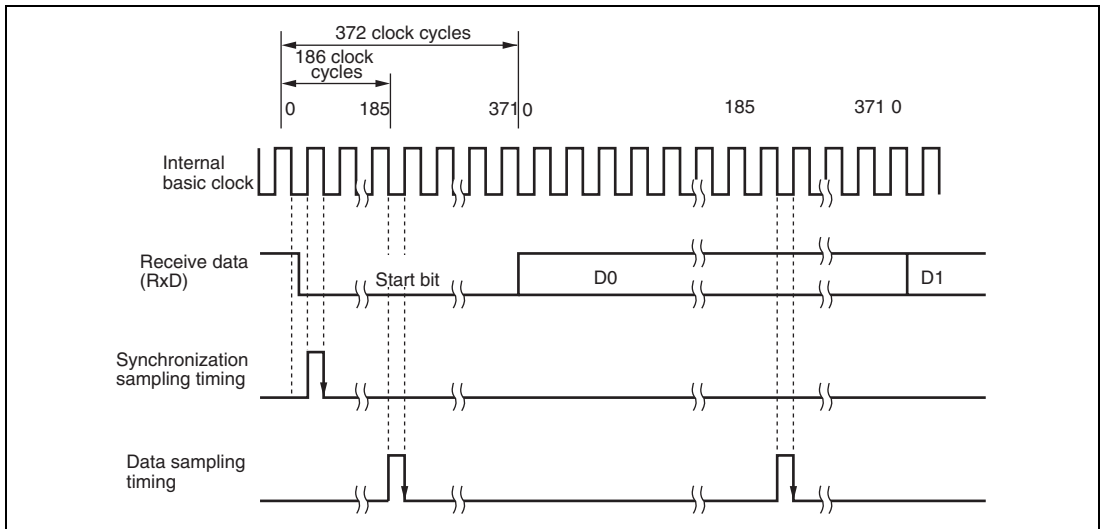 372 clock cycles
186 clock
cycles
0 185 371 0 185 371 0
Internal
basic clock
Receive data
(RxD)
Start bit D0 D1
Synchronization
sampling timing
Data sampling
timing